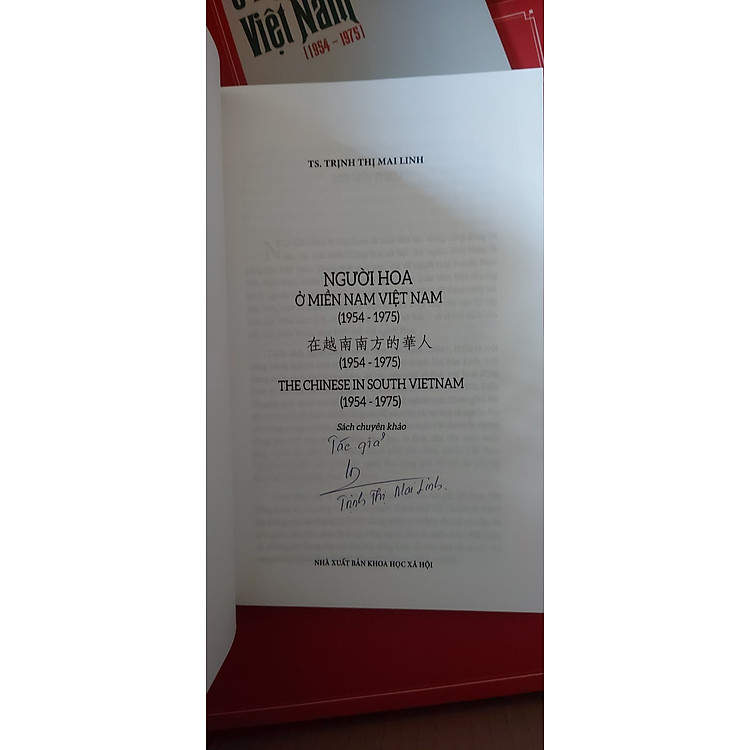 Việt Nam
[1954 - 1975]
TS. TRỊNH THỊ MAI LINH
NGƯỜI HOA
Ở MIỀN NAM VIỆT NAM
(1954 - 1975)
在越南南方的華人
(1954 - 1975)
THE CHINESE IN SOUTH VIETNAM
(1954 - 1975)
Sách chuyên khảo
Tác giả
Trịnh Thị Mai Linh
NHÀ XUẤT BẢN KHOA HỌC XÃ HỘI